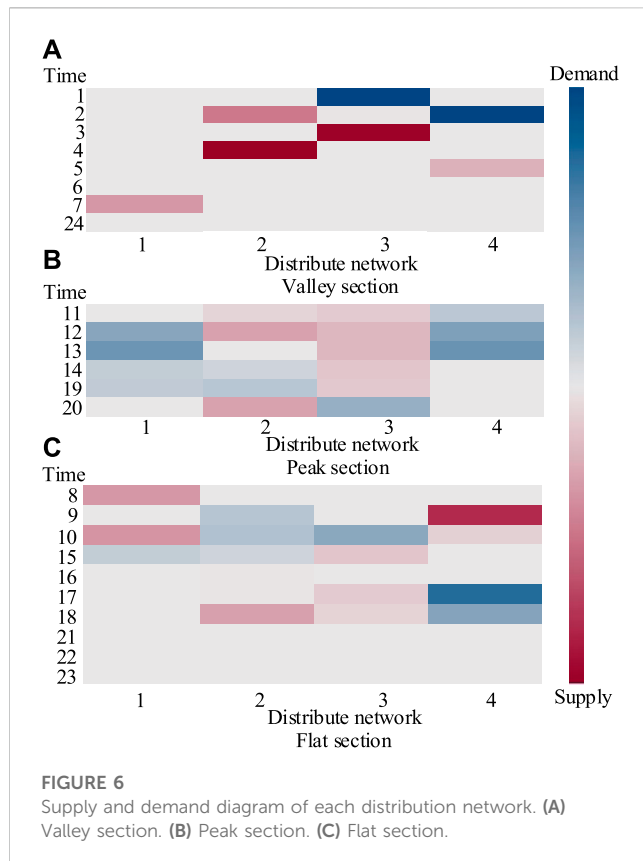 A
Time
Demand
1
2
3
4
5
6
7
24
1 2 3 4
Distribute network
Valley section
B
11
12
13
14
19
20
1 2 3 4
Distribute network
Peak section
C
Time
8
9
10
15
16
17
18
21
22
23
Supply
1 2 3 4
Distribute network
Flat section
FIGURE 6
Supply and demand diagram of each distribution network. (A)
Valley section. (B) Peak section. (C) Flat section.